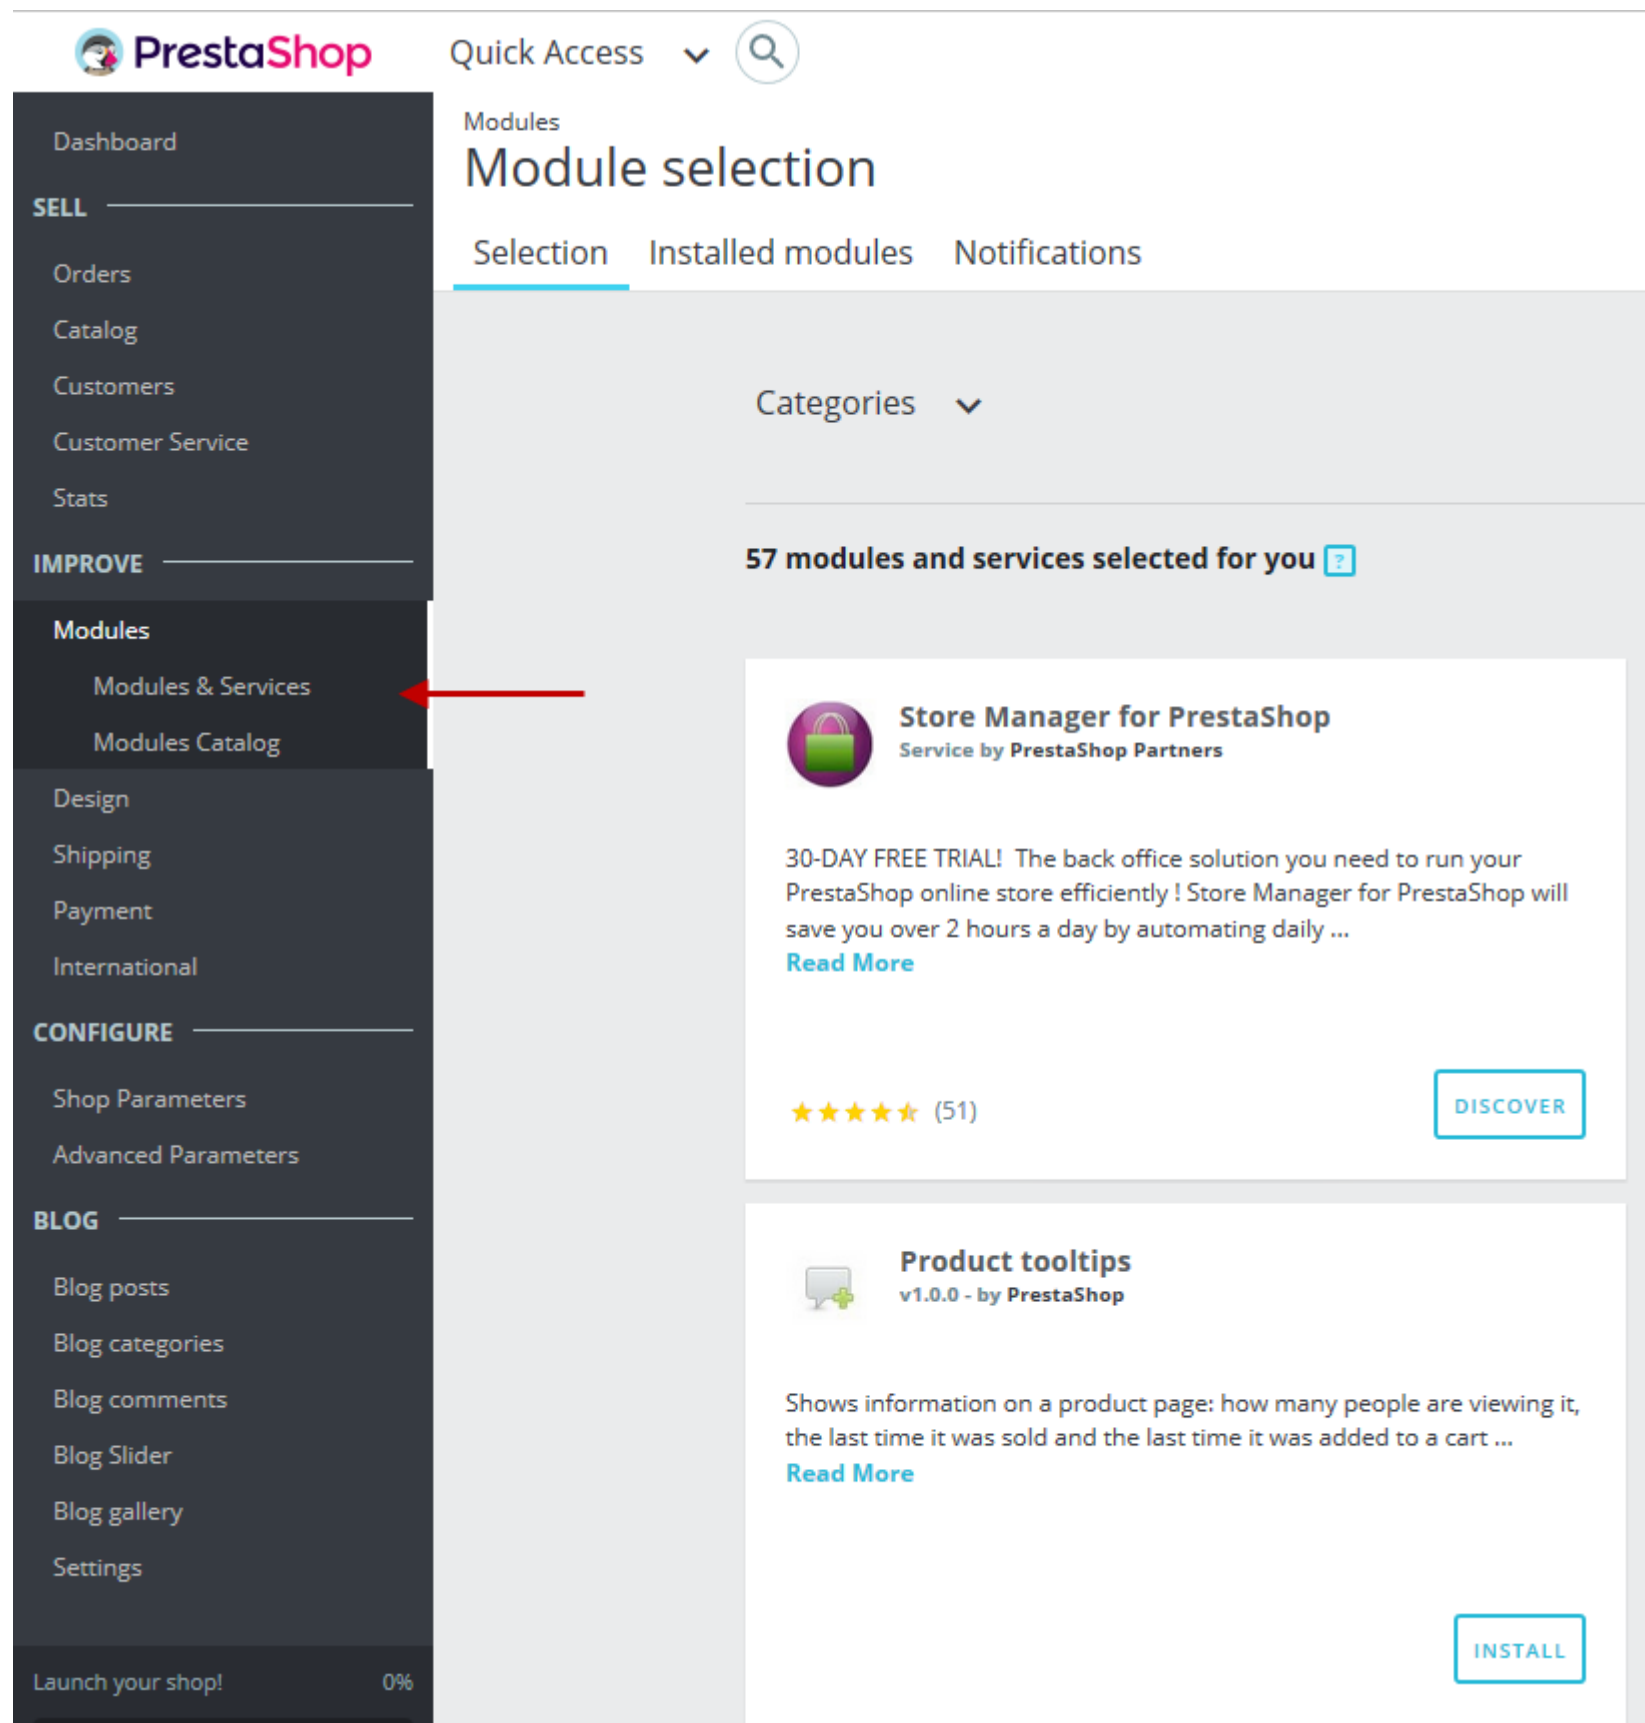 PrestaShop
Quick Access
Dashboard
SELL
Orders
Catalog
Customers
Customer Service
Stats
IMPROVE
Modules
Modules & Services
Modules Catalog
Design
Shipping
Payment
International
CONFIGURE
Shop Parameters
Advanced Parameters
BLOG
Blog posts
Blog categories
Blog comments
Blog Slider
Blog gallery
Settings
Launch your shop! 0%
Modules
Module selection
Selection Installed modules Notifications
Categories
57 modules and services selected for you ?
Store Manager for PrestaShop
Service by PrestaShop Partners
30-DAY FREE TRIAL! The back office solution you need to run your
PrestaShop online store efficiently ! Store Manager for PrestaShop will
save you over 2 hours a day by automating daily ...
Read More
(51)
DISCOVER
Product tooltips
v1.0.0 - by PrestaShop
Shows information on a product page: how many people are viewing it,
the last time it was sold and the last time it was added to a cart ...
Read More
INSTALL